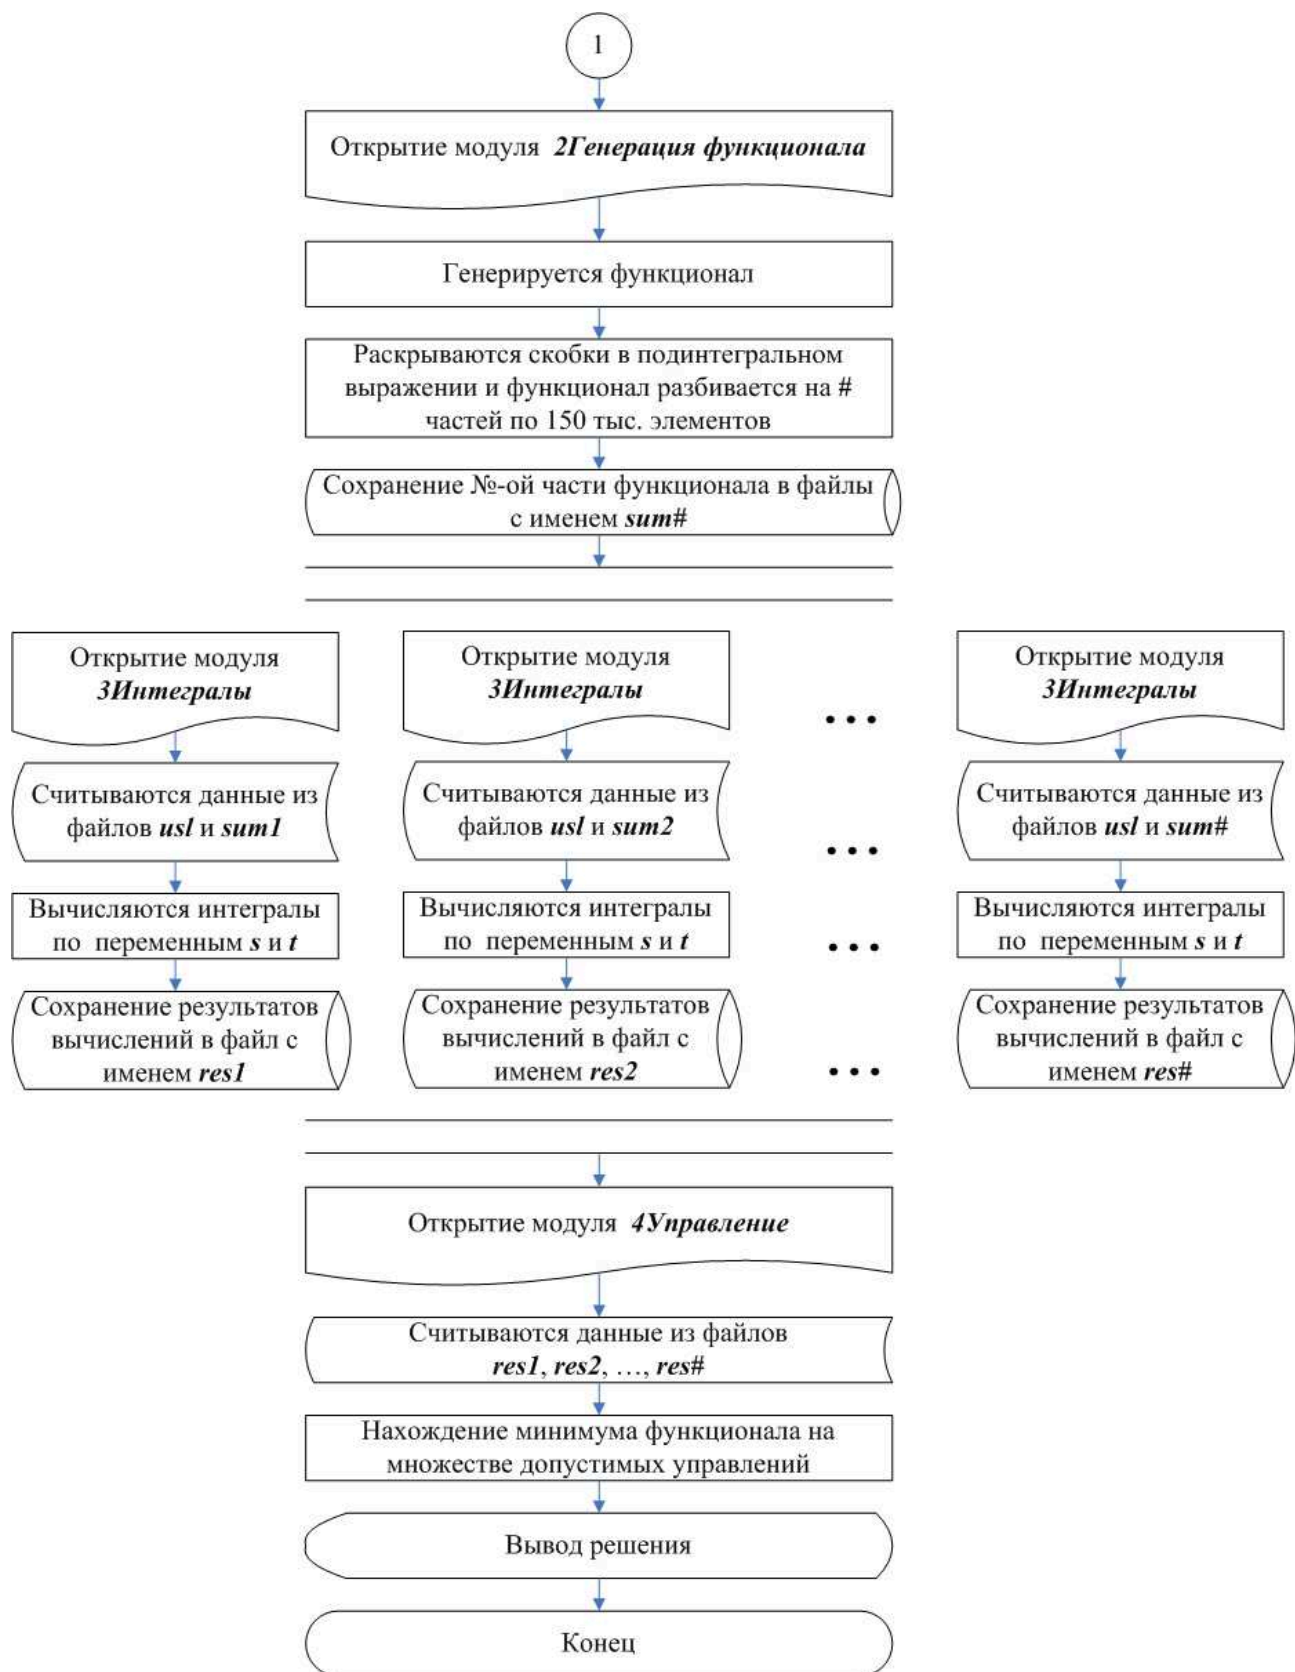 1
Открытие модуля 2Генерация функционала
Генерируется функционал
Раскрываются скобки в подинтегральном
выражении и функционал разбивается на #
частей по 150 тыс. элементов
Сохранение №-ой части функционала в файлы
с именем sum#
Открытие модуля
3Интегралы
Считываются данные из
файлов usl и sum1
Вычисляются интегралы
по переменным s и t
Сохранение результатов
вычислений в файл с
именем res1
Открытие модуля
3Интегралы
Считываются данные из
файлов usl и sum2
Вычисляются интегралы
по переменным s и t
Сохранение результатов
вычислений в файл с
именем res2
...
...
...
...
Открытие модуля
3Интегралы
Считываются данные из
файлов usl и sum#
Вычисляются интегралы
по переменным s и t
Сохранение результатов
вычислений в файл с
именем res#
Открытие модуля 4Управление
Считываются данные из файлов
res1, res2, …, res#
Нахождение минимума функционала на
множестве допустимых управлений
Вывод решения
Конец